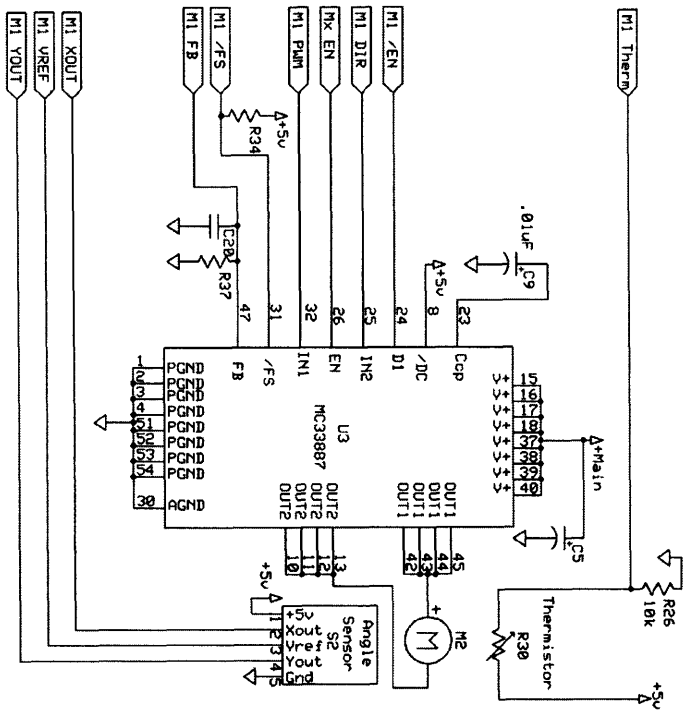 M1 YOUT
M1 VREF
M1 XOUT
M1 FB
M1 /FS
M1 PWM
Mx EN
M1 DIR
M1 /EN
M1 Therm
+5v
R34
C20
R37
+5v
.01uF
C9
+
47
31
32
26
25
24
8
23
FB
/FS
IN1
EN
IN2
D1
/DC
Ccp
1 PGND
2 PGND
3 PGND
4 PGND
51 PGND
52 PGND
53 PGND
54 PGND
30 AGND
U3
MC33887
V+ 15
V+ 16
V+ 17
V+ 18
V+ 37
V+ 38
V+ 39
V+ 40
+Main
C5
+
OUT2
OUT2
OUT2
OUT2
OUT1
OUT1
OUT1
OUT1
10
11
12
13
42
43
44
45
+
M
M2
+5v
1 +5v
2 Xout
3 Vref
4 Yout
5 Gnd
S2
Angle
Sensor
R26
10k
Thermistor
R30
+5v